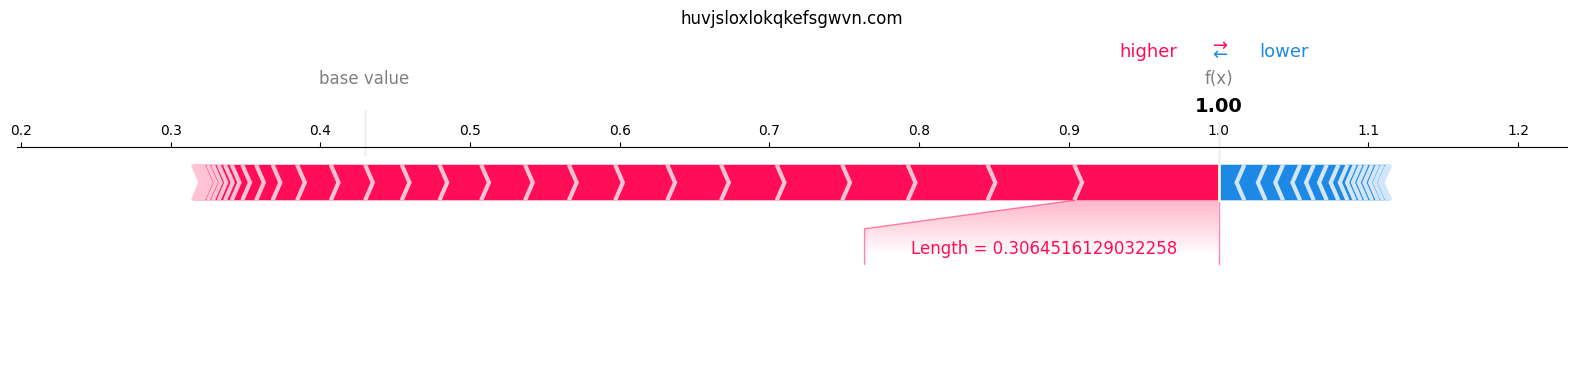 huvjsloxlokqkefsgwvn.com
higher → ← lower
base value f(x)
1.00
0.2 0.3 0.4 0.5 0.6 0.7 0.8 0.9 1.0 1.1 1.2
Length = 0.3064516129032258